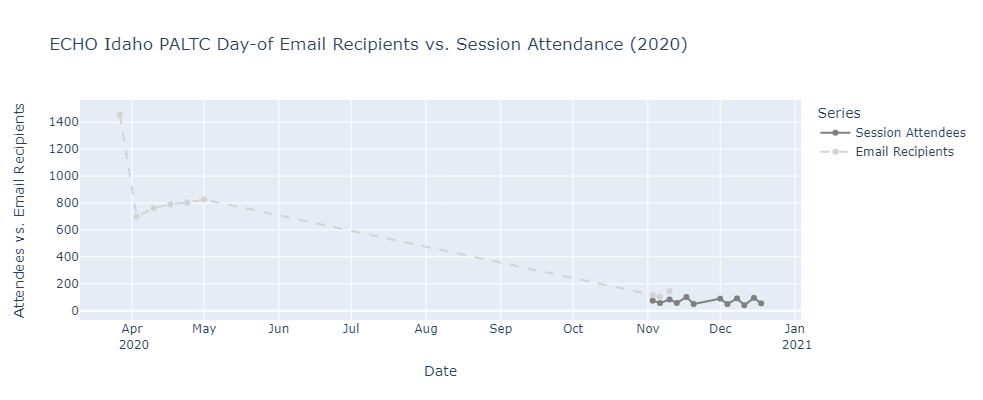 ECHO Idaho PALTC Day-of Email Recipients vs. Session Attendance (2020)
Attendees vs. Email Recipients
1400
1200
1000
800
600
400
200
0
Apr
2020
May
Jun
Jul
Aug
Sep
Oct
Nov
Dec
Jan
2021
Date
Series
Session Attendees
Email Recipients